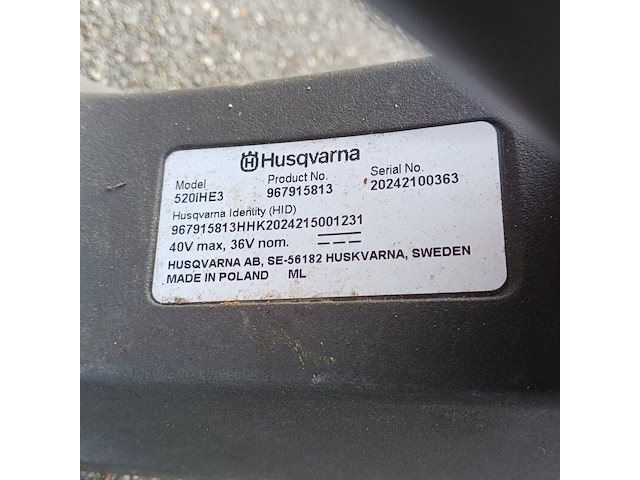 Husqvarna
Model Product No. Serial No.
520iHE3 967915813 20242100363
Husqvarna Identity (HID)
967915813HHK2024215001231
40V max, 36V nom.
HUSQVARNA AB, SE-56182 HUSKVARNA, SWEDEN
MADE IN POLAND ML